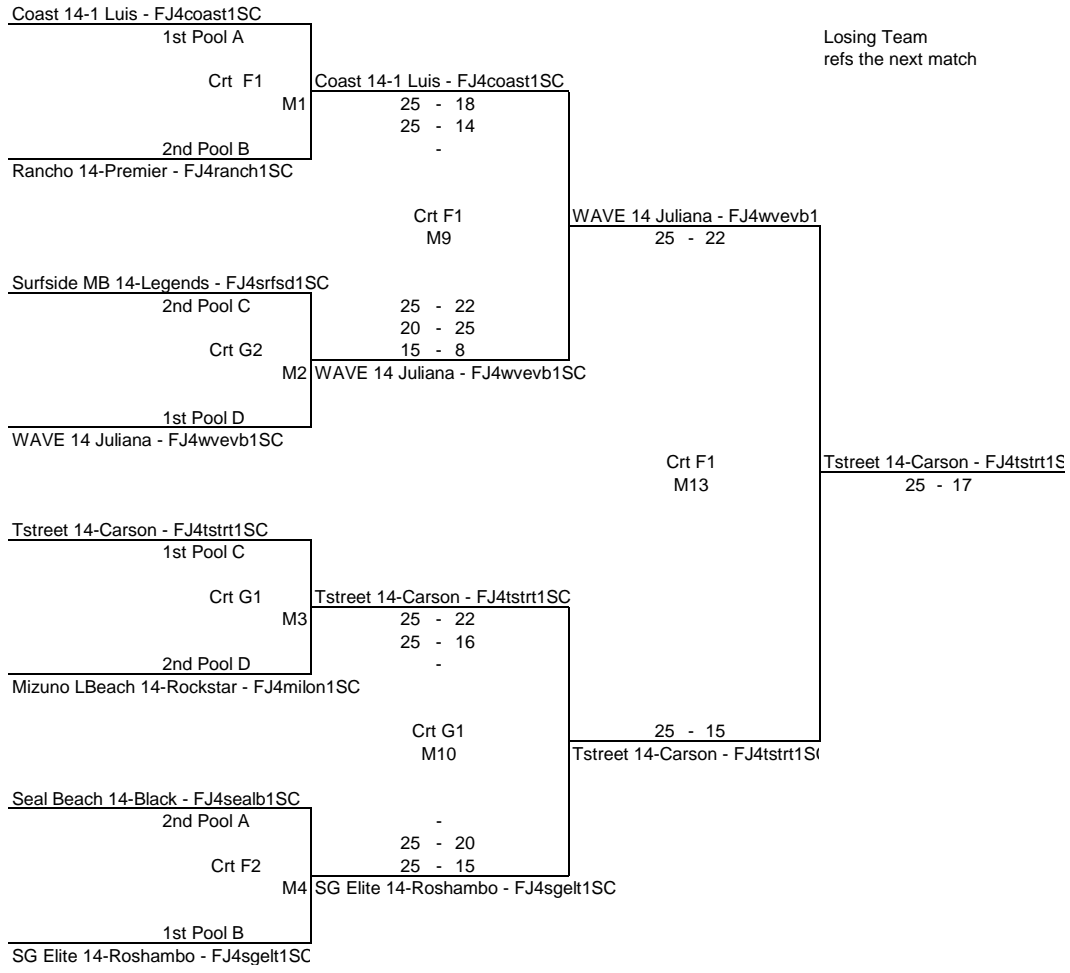 Coast 14-1 Luis - FJ4coast1SC
1st Pool A
Losing Team
refs the next match
Crt F1
Coast 14-1 Luis - FJ4coast1SC
M1
25 - 18
25 - 14
2nd Pool B
-
Rancho 14-Premier - FJ4ranch1SC
Crt F1
WAVE 14 Juliana - FJ4wvevb1
M9
25 - 22
Surfside MB 14-Legends - FJ4srfsd1SC
2nd Pool C
25 - 22
20 - 25
Crt G2
15 - 8
M2
WAVE 14 Juliana - FJ4wvevb1SC
1st Pool D
WAVE 14 Juliana - FJ4wvevb1SC
Crt F1
Tstreet 14-Carson - FJ4tstrt1S
M13
25 - 17
Tstreet 14-Carson - FJ4tstrt1SC
1st Pool C
Crt G1
Tstreet 14-Carson - FJ4tstrt1SC
M3
25 - 22
25 - 16
2nd Pool D
-
Mizuno LBeach 14-Rockstar - FJ4milon1SC
Crt G1
25 - 15
M10
Tstreet 14-Carson - FJ4tstrt1S
Seal Beach 14-Black - FJ4sealb1SC
2nd Pool A
-
25 - 20
Crt F2
25 - 15
M4
SG Elite 14-Roshambo - FJ4sgelt1SC
1st Pool B
SG Elite 14-Roshambo - FJ4sgelt1SC